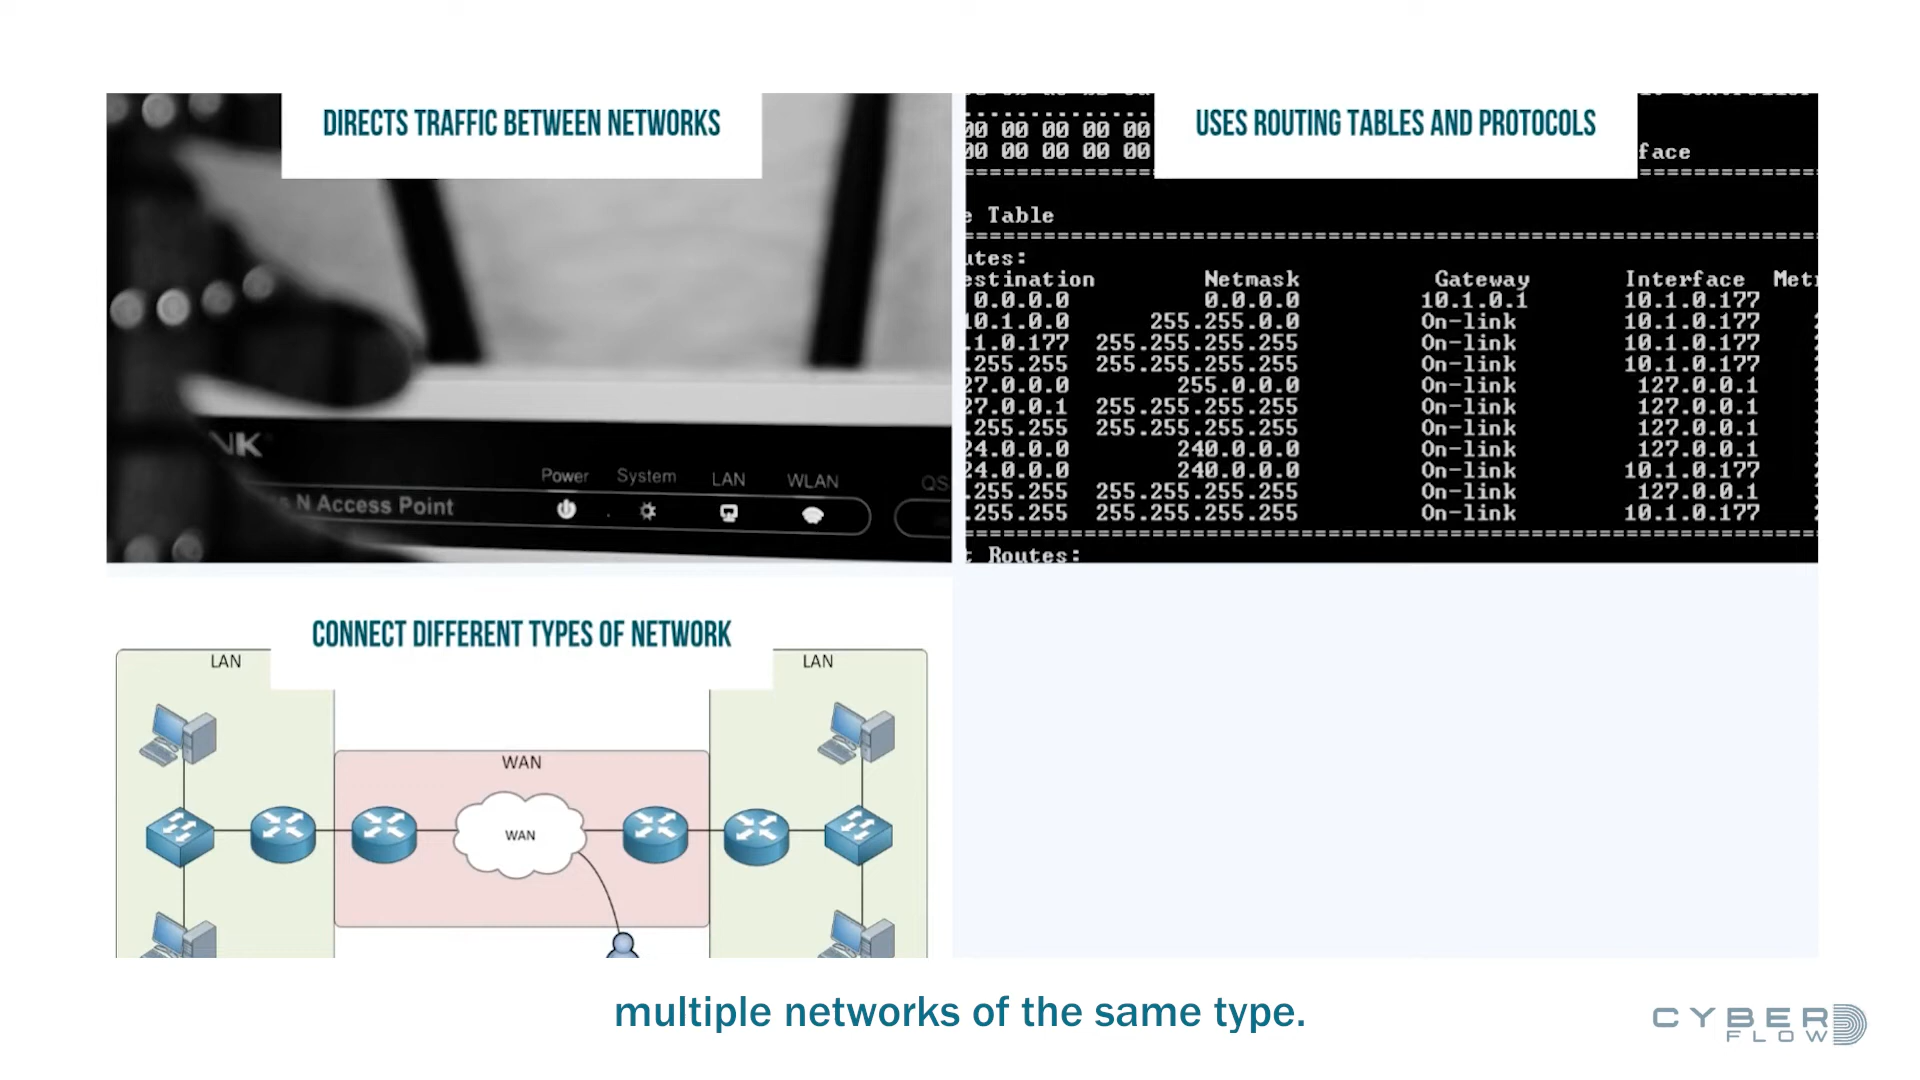 DIRECTS TRAFFIC BETWEEN NETWORKS
NK
N Access Point
Power System LAN WLAN QS
USES ROUTING TABLES AND PROTOCOLS
00 00 00 00 00
00 00 00 00 00
face
e Table
utes:
estination Netmask Gateway Interface Metr
0.0.0.0 0.0.0.0 10.1.0.1 10.1.0.177
10.1.0.0 255.255.0.0 On-link 10.1.0.177
.1.0.177 255.255.255.255 On-link 10.1.0.177
.255.255 255.255.255.255 On-link 10.1.0.177
27.0.0.0 255.0.0.0 On-link 127.0.0.1
27.0.0.1 255.255.255.255 On-link 127.0.0.1
.255.255 255.255.255.255 On-link 127.0.0.1
24.0.0.0 240.0.0.0 On-link 127.0.0.1
24.0.0.0 240.0.0.0 On-link 10.1.0.177
.255.255 255.255.255.255 On-link 127.0.0.1
.255.255 255.255.255.255 On-link 10.1.0.177
t Routes:
CONNECT DIFFERENT TYPES OF NETWORK
LAN LAN
WAN
WAN
multiple networks of the same type.
CYBER
FLOW